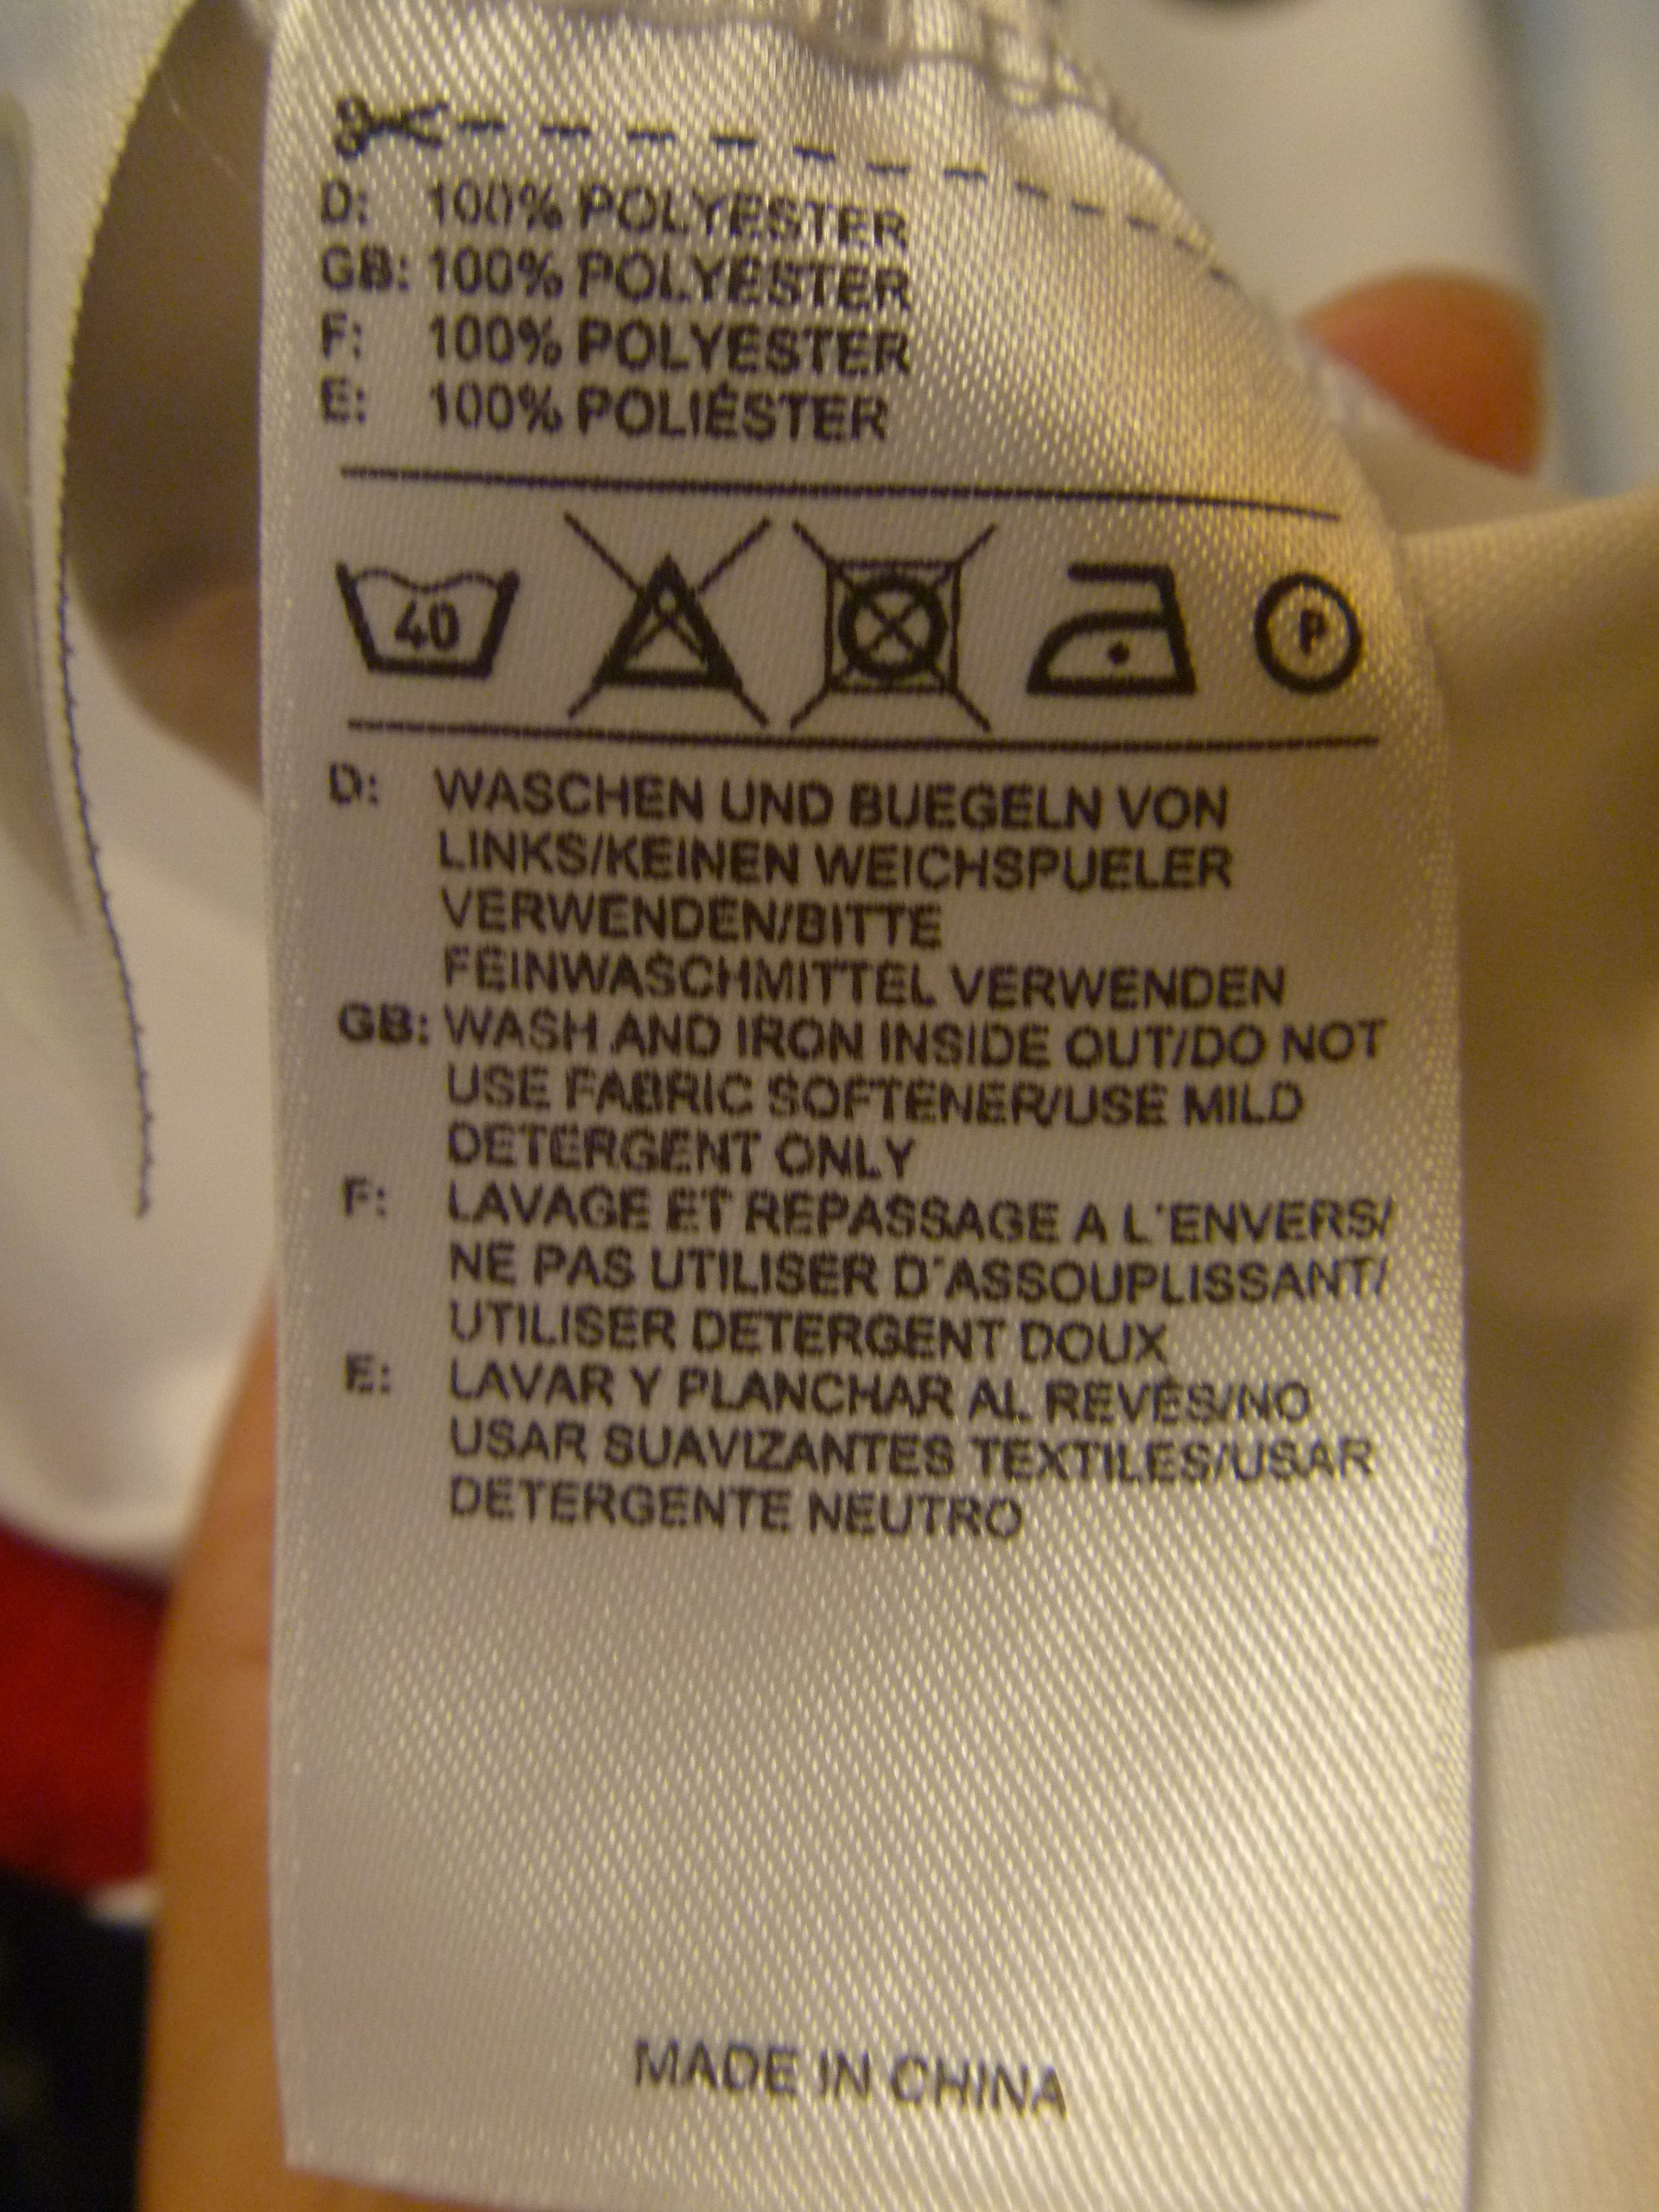 D: 100% POLYESTER
GB: 100% POLYESTER
F: 100% POLYESTER
E: 100% POLIÉSTER
40 P
D: WASCHEN UND BUEGELN VON
LINKS/KEINEN WEICHSPUELER
VERWENDEN/BITTE
FEINWASCHMITTEL VERWENDEN
GB: WASH AND IRON INSIDE OUT/DO NOT
USE FABRIC SOFTENER/USE MILD
DETERGENT ONLY
F: LAVAGE ET REPASSAGE A L'ENVERS/
NE PAS UTILISER D'ASSOUPLISSANT/
UTILISER DETERGENT DOUX
E: LAVAR Y PLANCHAR AL REVÉS/NO
USAR SUAVIZANTES TEXTILES/USAR
DETERGENTE NEUTRO
MADE IN CHINA